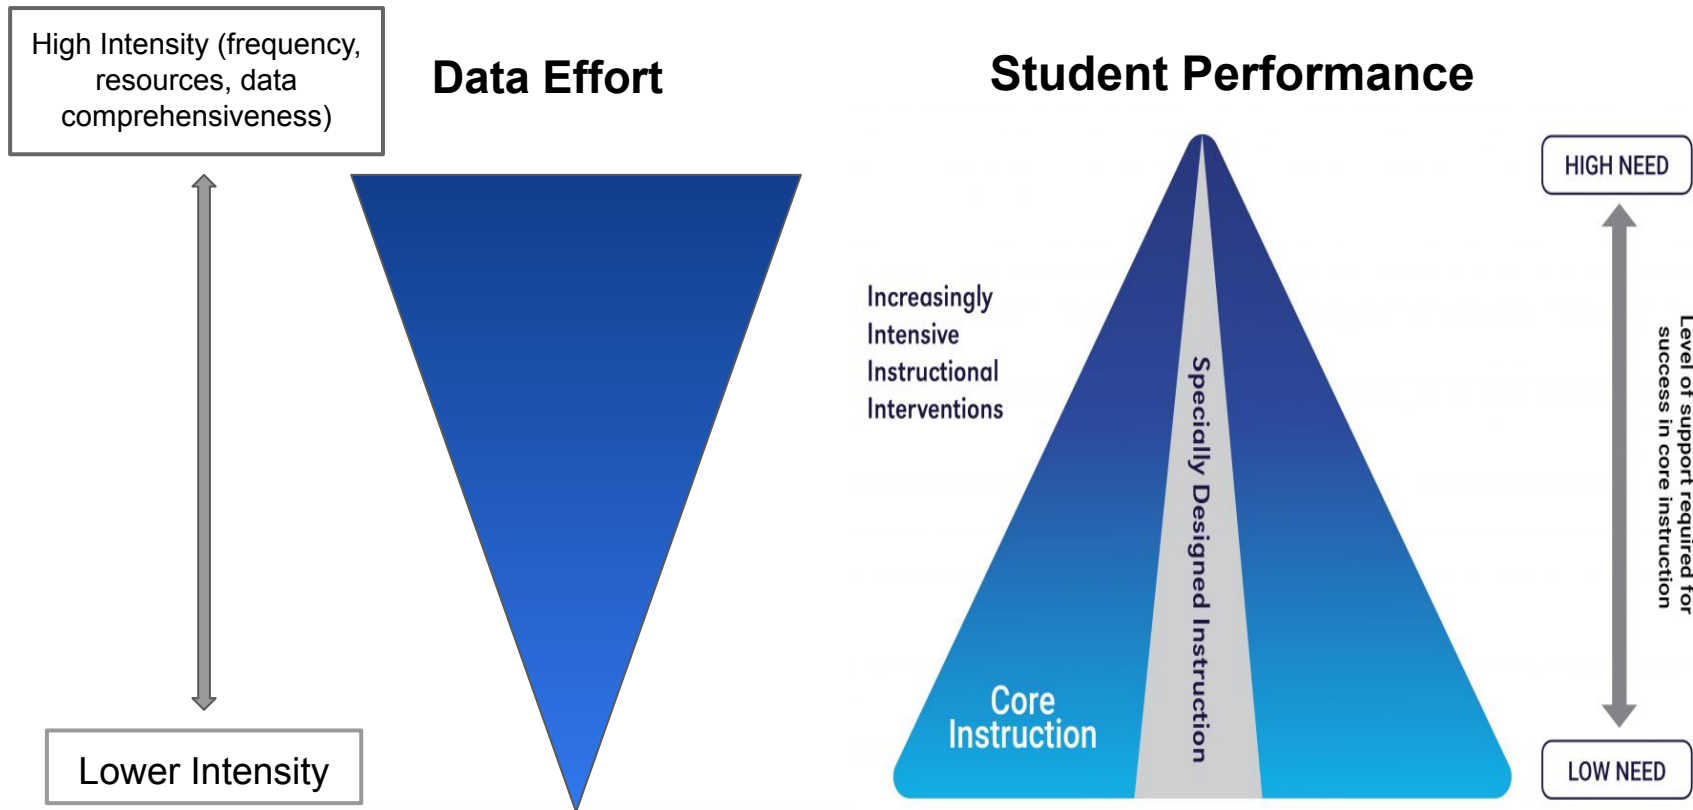 High Intensity (frequency,
resources, data
comprehensiveness)
Data Effort
Lower Intensity
Student Performance
Increasingly
Intensive
Instructional
Interventions
Specially Designed Instruction
Core
Instruction
HIGH NEED
Level of support required for
success in core instruction
LOW NEED